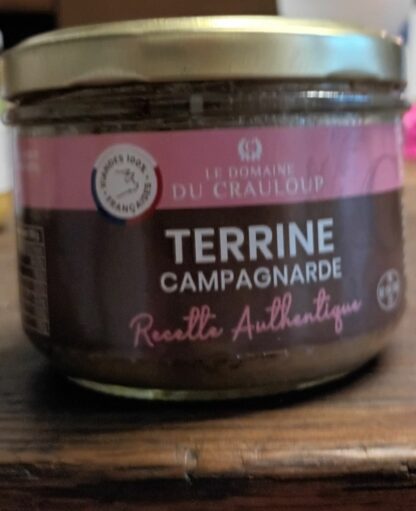 LE DOMAINE
DU CRAULOUP
VIANDES 100%
FRANÇAISES
TERRINE
CAMPAGNARDE
Recette Authentique